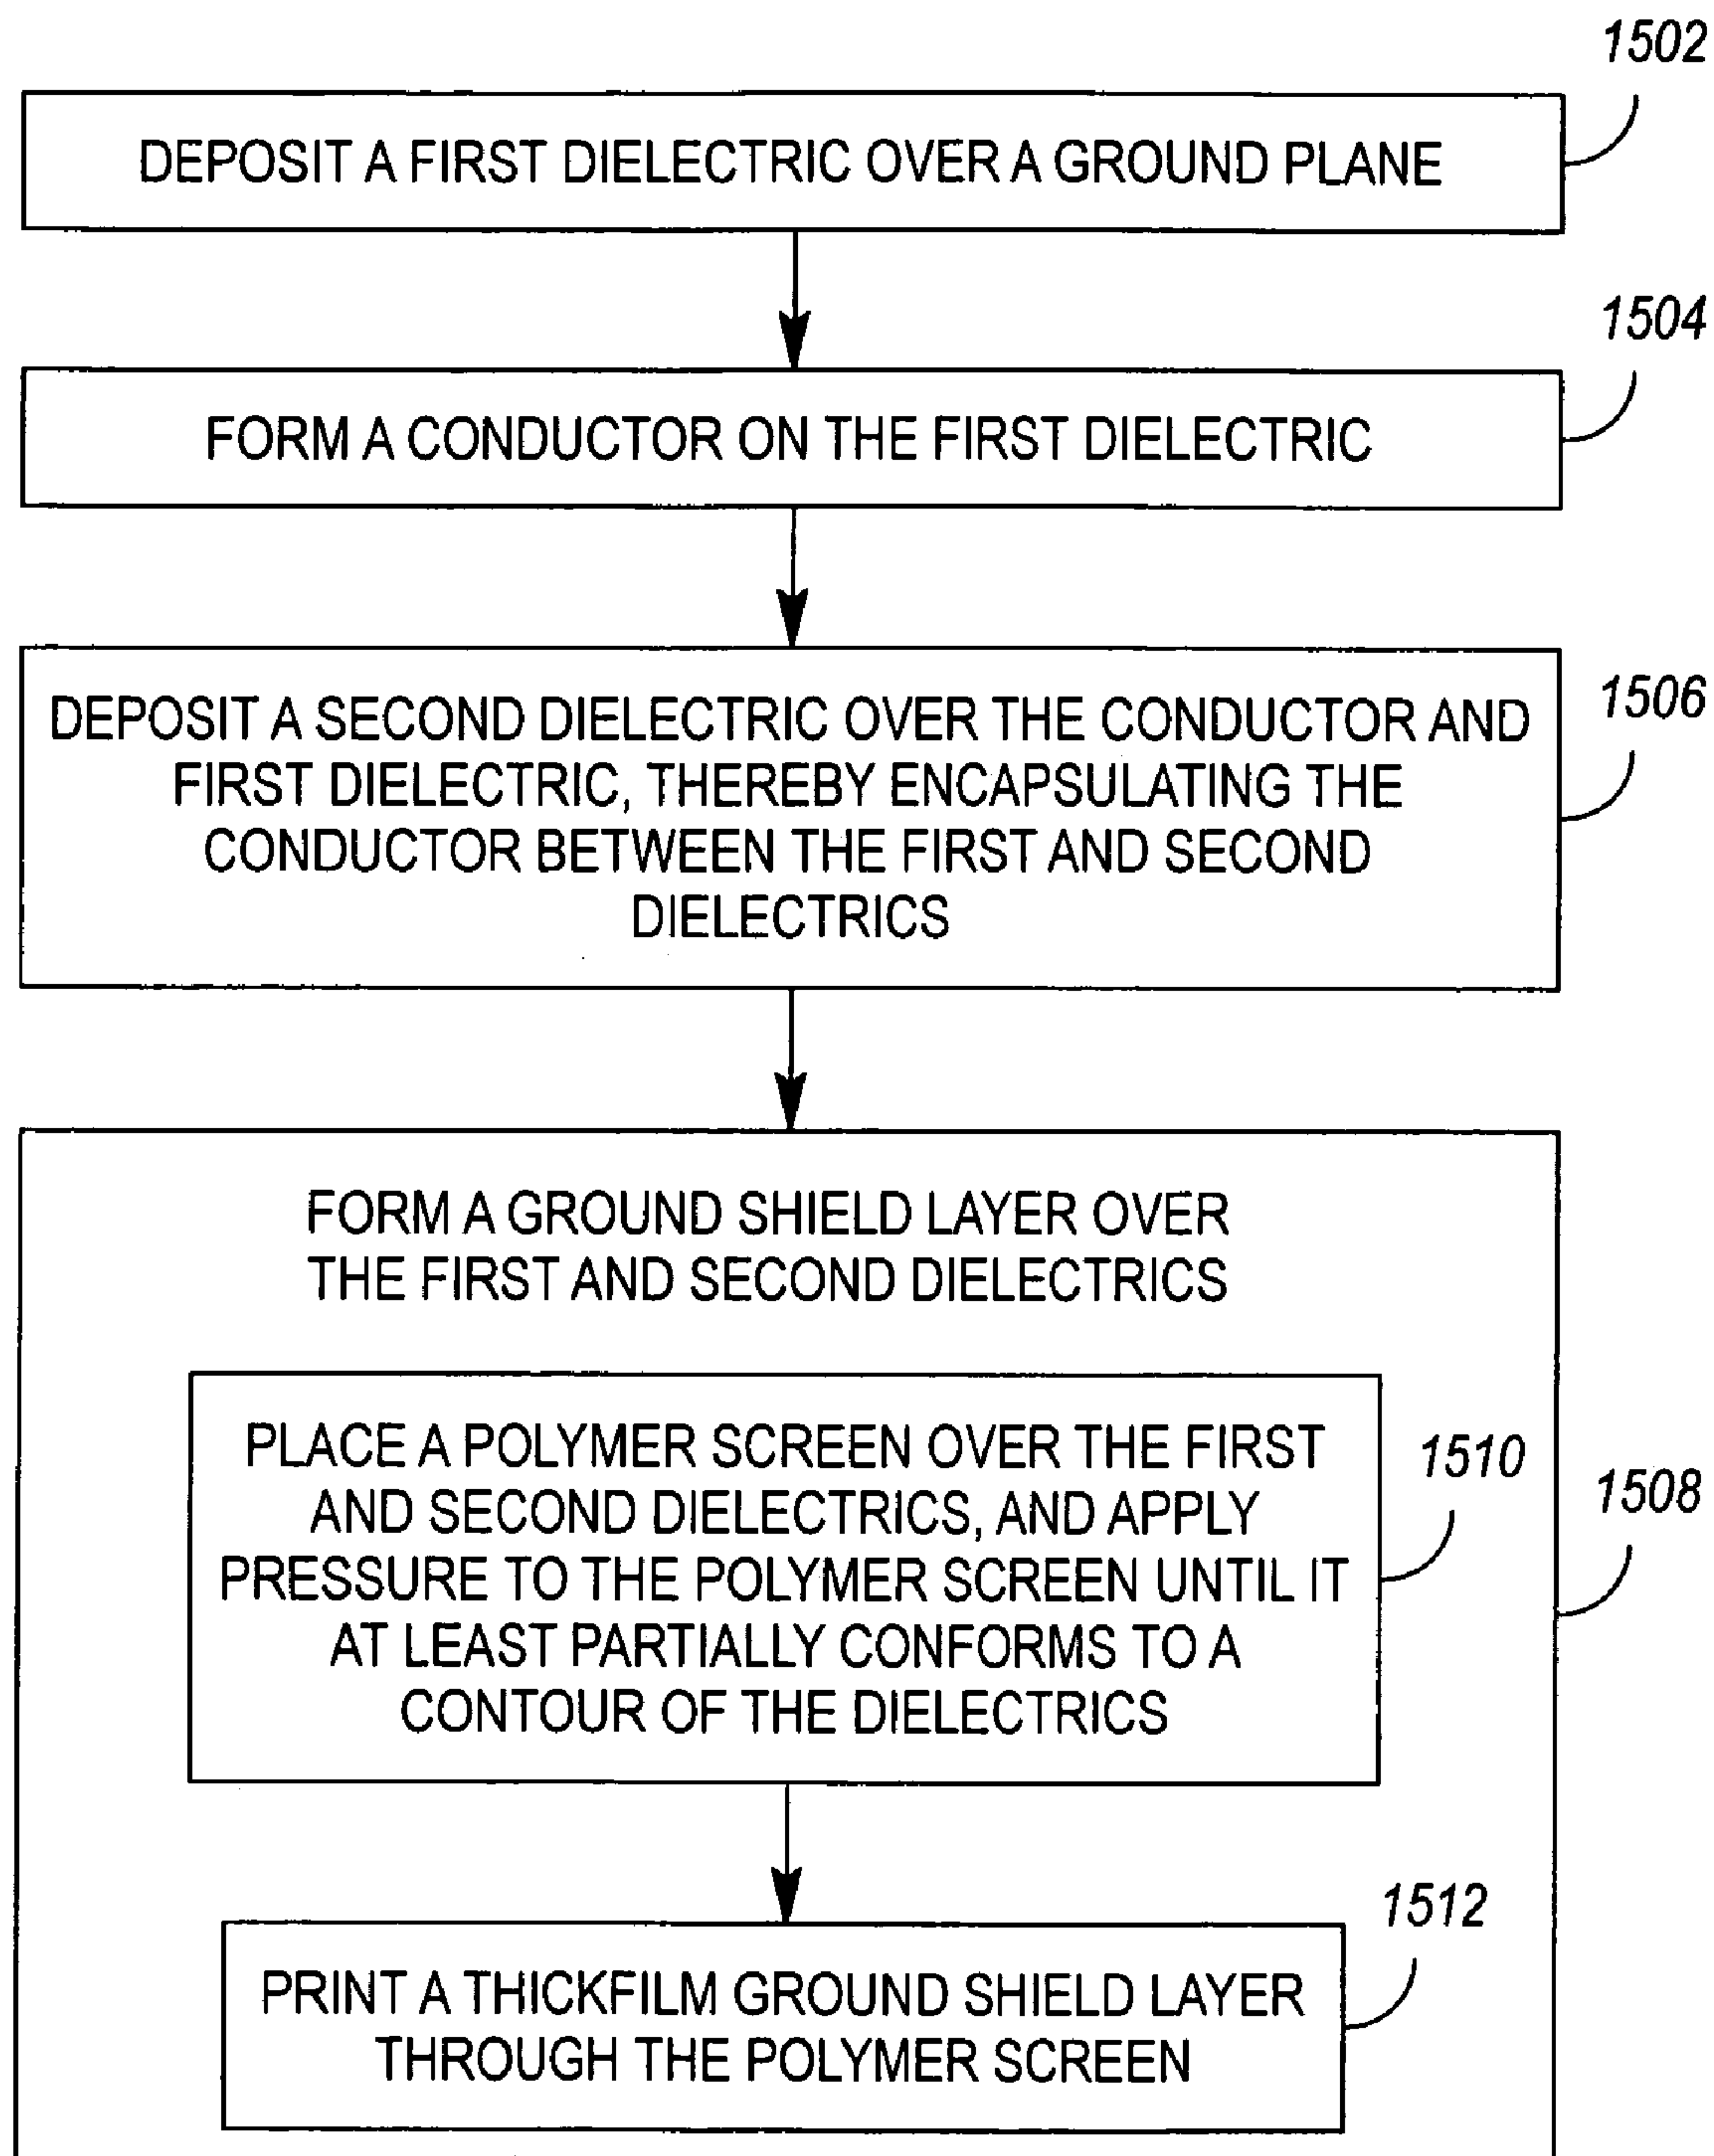 1502
DEPOSIT A FIRST DIELECTRIC OVER A GROUND PLANE
1504
FORM A CONDUCTOR ON THE FIRST DIELECTRIC
1506
DEPOSIT A SECOND DIELECTRIC OVER THE CONDUCTOR AND
FIRST DIELECTRIC, THEREBY ENCAPSULATING THE
CONDUCTOR BETWEEN THE FIRST AND SECOND
DIELECTRICS
FORM A GROUND SHIELD LAYER OVER
THE FIRST AND SECOND DIELECTRICS
PLACE A POLYMER SCREEN OVER THE FIRST
AND SECOND DIELECTRICS, AND APPLY
PRESSURE TO THE POLYMER SCREEN UNTIL IT
AT LEAST PARTIALLY CONFORMS TO A
CONTOUR OF THE DIELECTRICS
1510
1508
1512
PRINT A THICKFILM GROUND SHIELD LAYER
THROUGH THE POLYMER SCREEN